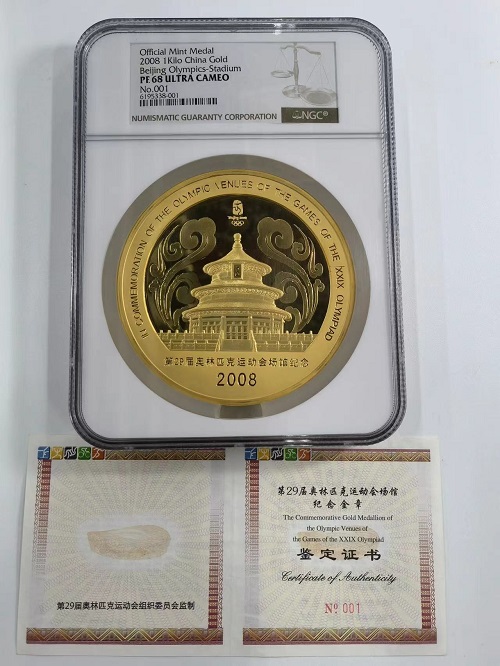 Official Mint Medal
2008 1Kilo China Gold
Beijing Olympics-Stadium
PF 68 ULTRA CAMEO
No.001
6195338-001
NUMISMATIC GUARANTY CORPORATION
NGC
IN COMMEMORATION OF THE OLYMPIC VENUES OF THE GAMES OF THE XXIX OLYMPIAD
第29届奥林匹克运动会场馆纪念
2008
第29届奥林匹克运动会组织委员会监制
第29届奥林匹克运动会场馆
纪念金章
The Commemorative Gold Medallion of
the Olympic Venues of
the Games of the XXIX Olympiad
鉴定证书
Certificate of Authenticity
No 001